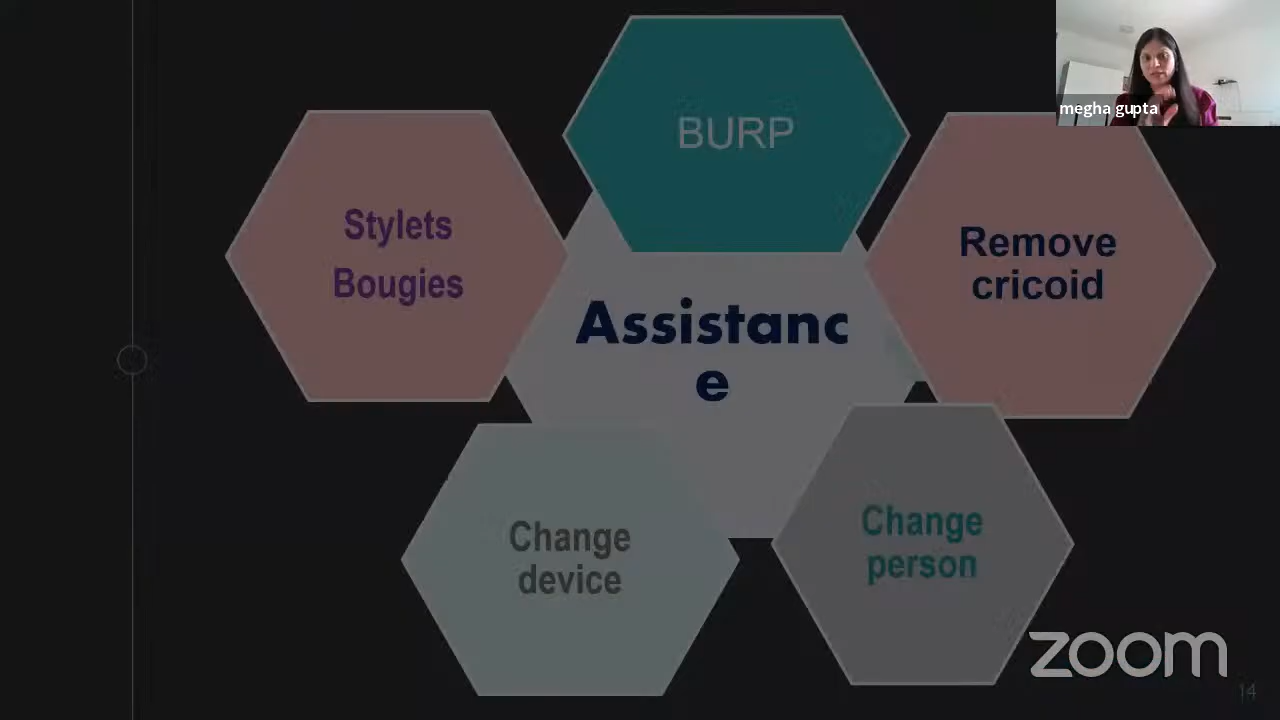 megha gupta
BURP
Stylets
Bougies
Remove
cricoid
Assistanc
e
Change
device
Change
person
zoom
14